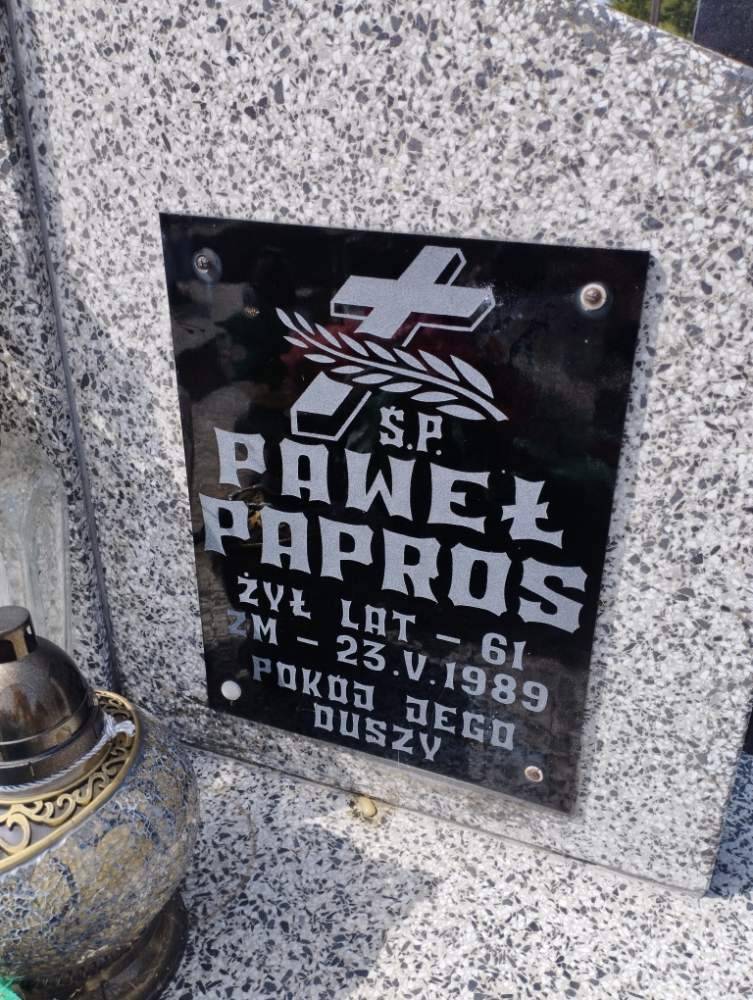 Ś.P.
PAWEŁ
PAPROS
ŻYŁ LAT - 61
ZM - 23.V.1989
POKÓJ JEGO
DUSZY